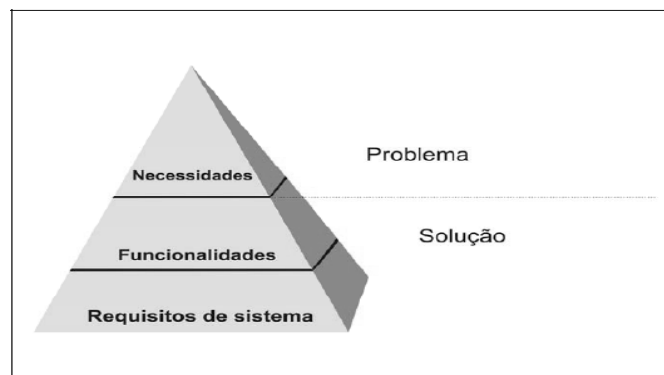 Problema
Necessidades
Solução
Funcionalidades
Requisitos de sistema